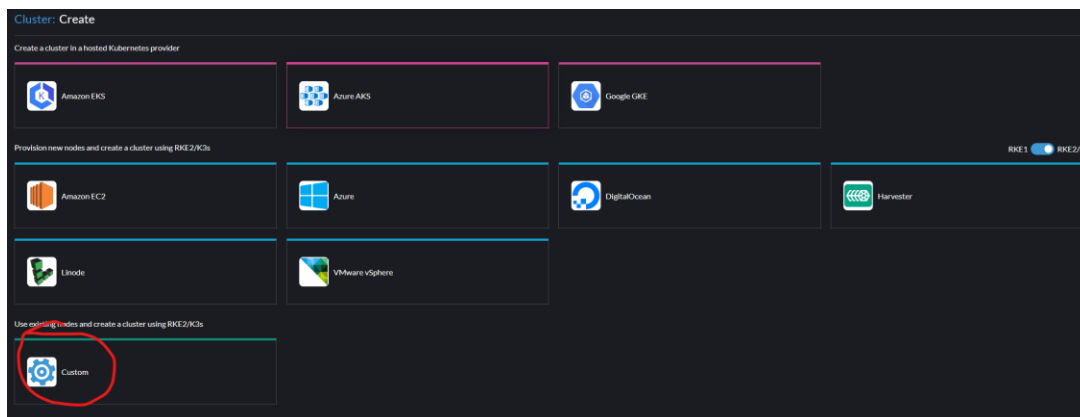 Cluster: Create
Create a cluster in a hosted Kubernetes provider
Amazon EKS
Azure AKS
Google GKE
Provision new nodes and create a cluster using RKE2/K3s
RKE1
RKE2/
Amazon EC2
Azure
DigitalOcean
Harvester
Linode
VMware vSphere
Use existing nodes and create a cluster using RKE2/K3s
Custom